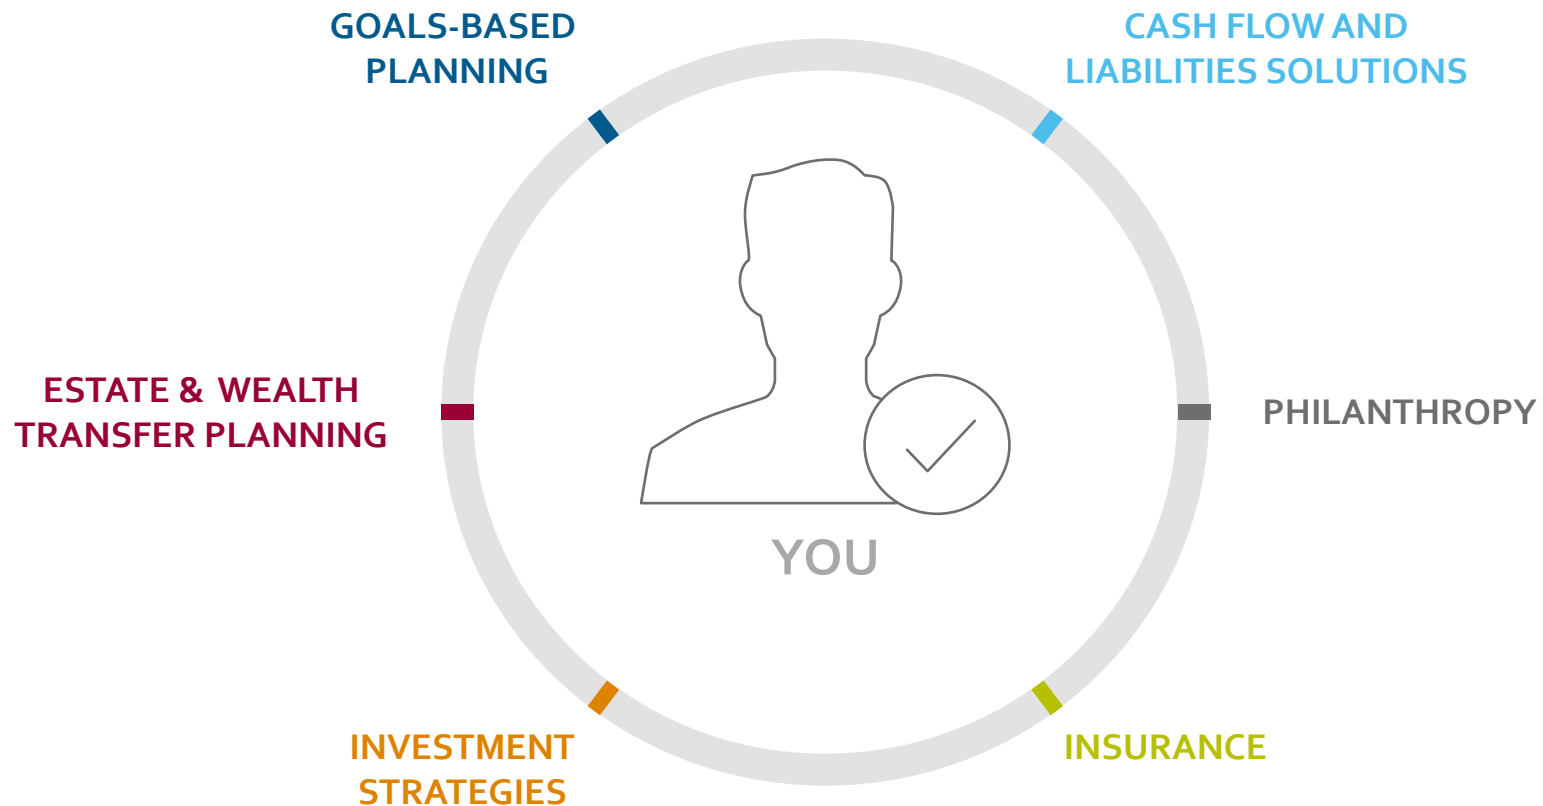 GOALS-BASED
PLANNING
CASH FLOW AND
LIABILITIES SOLUTIONS
ESTATE & WEALTH
TRANSFER PLANNING
PHILANTHROPY
YOU
INVESTMENT
STRATEGIES
INSURANCE